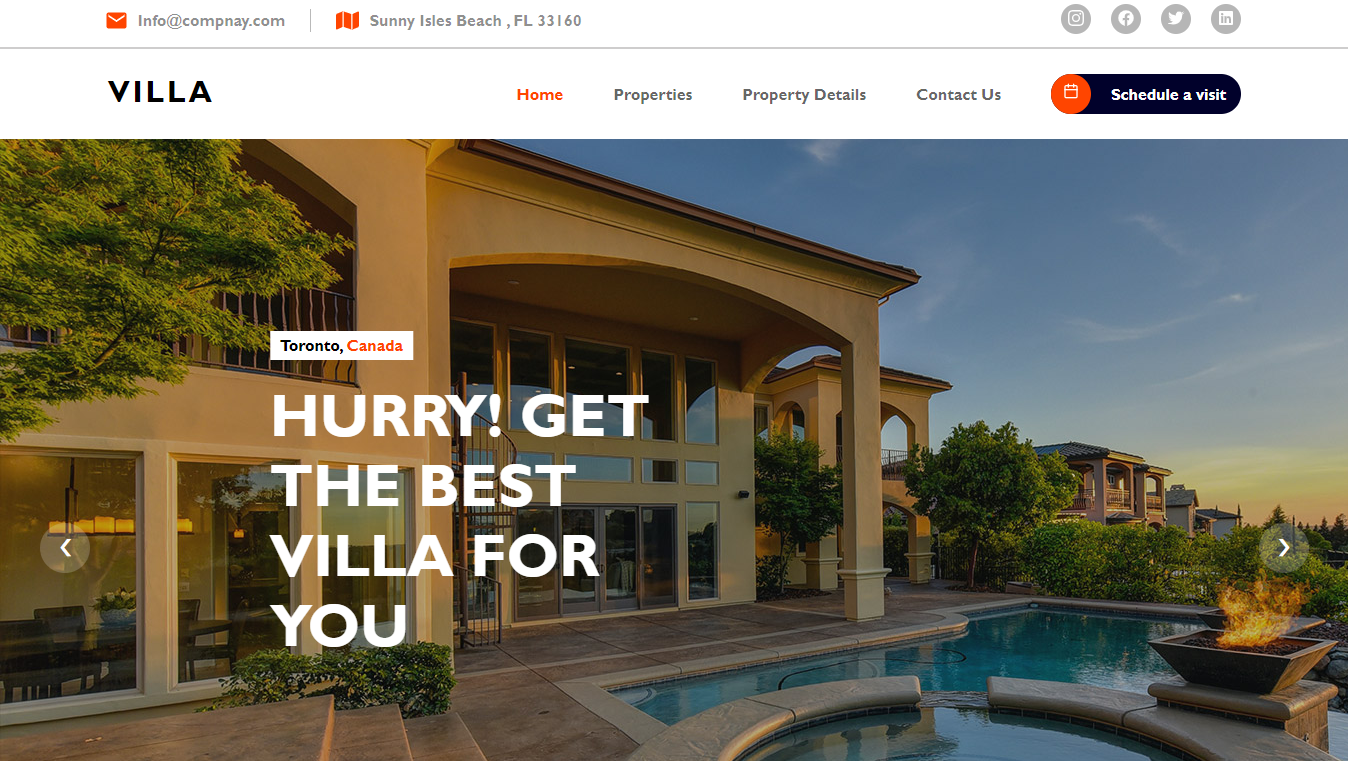 Info@compnay.com
Sunny Isles Beach , FL 33160
VILLA
Home
Properties
Property Details
Contact Us
Schedule a visit
Toronto, Canada
HURRY! GET
THE BEST
VILLA FOR
YOU